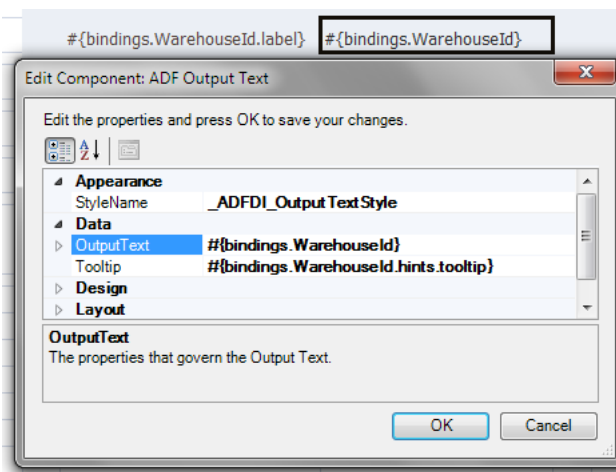 #{bindings.WarehouseId.label} #{bindings.WarehouseId}
Edit Component: ADF Output Text
Edit the properties and press OK to save your changes.
Appearance
StyleName _ADFDI_OutputTextStyle
Data
OutputText #{bindings.WarehouseId}
Tooltip #{bindings.WarehouseId.hints.tooltip}
Design
Layout
OutputText
The properties that govern the Output Text.
OK Cancel